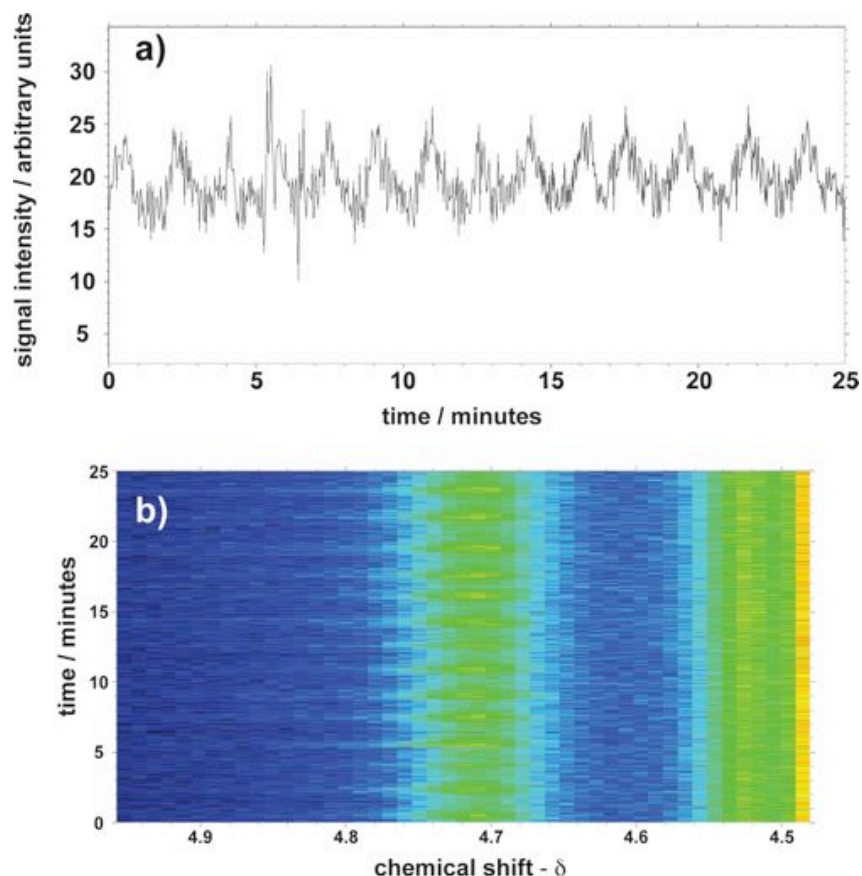 a)
signal intensity / arbitrary units
30
25
20
15
10
5
0 5 10 15 20 25
time / minutes
b)
time / minutes
25
20
15
10
5
0
4.9 4.8 4.7 4.6 4.5
chemical shift - δ